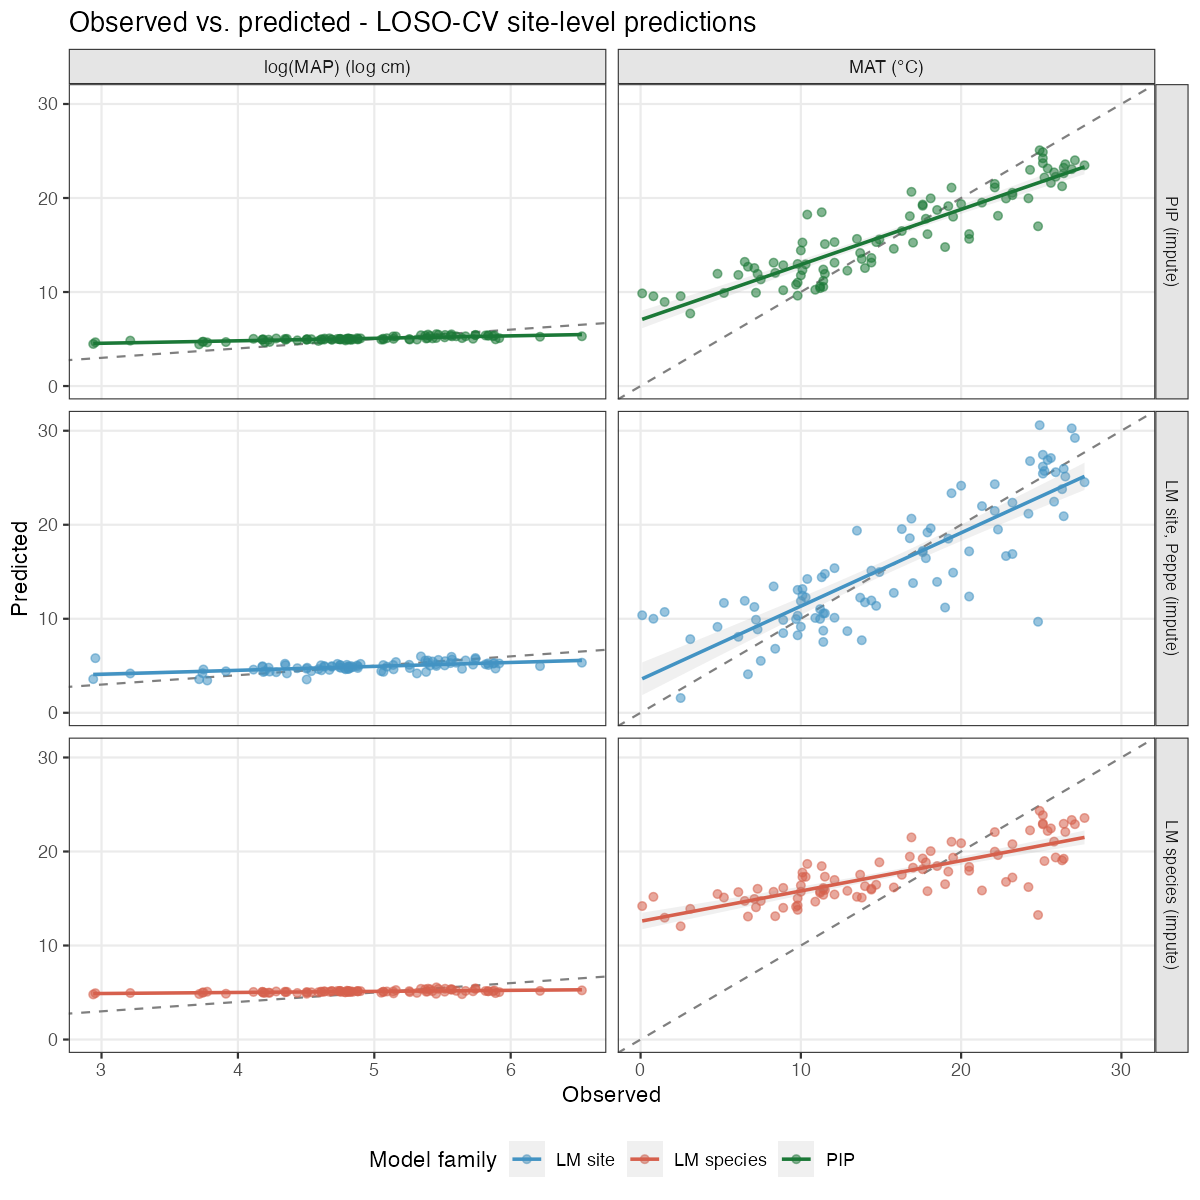 Observed vs. predicted - LOSO-CV site-level predictions
log(MAP) (log cm)
MAT (°C)
30
20
10
0
PIP (impute)
30
20
10
0
LM site, Peppe (impute)
30
20
10
0
LM species (impute)
Predicted
3
4
5
6
0
10
20
30
Observed
Model family
LM site
LM species
PIP